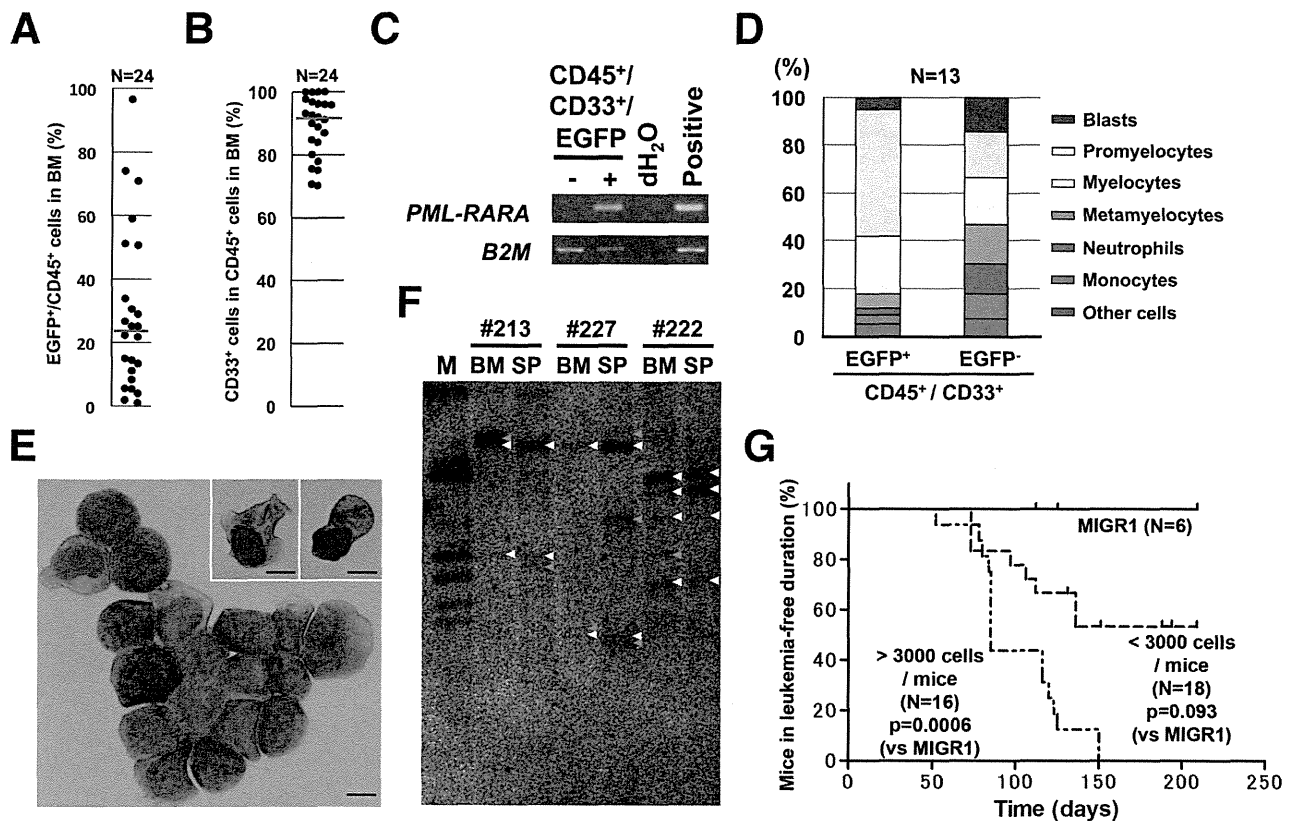 A
N=24
EGFP⁺/CD45⁺ cells in BM (%)
100
80
60
40
20
0
B
N=24
CD33⁺ cells in CD45⁺ cells in BM (%)
100
80
60
40
20
0
C
CD45⁺/
CD33⁺/
EGFP
- + dH₂O Positive
PML-RARA
B2M
D
(%)
N=13
100
80
60
40
20
0
EGFP⁺ EGFP⁻
CD45⁺ / CD33⁺
Blasts
Promyelocytes
Myelocytes
Metamyelocytes
Neutrophils
Monocytes
Other cells
E
F
#213 #227 #222
M BM SP BM SP BM SP
G
Mice in leukemia-free duration (%)
100
80
60
40
20
0
MIGR1 (N=6)
> 3000 cells
/ mice
(N=16)
p=0.0006
(vs MIGR1)
< 3000 cells
/ mice
(N=18)
p=0.093
(vs MIGR1)
0 50 100 150 200 250
Time (days)